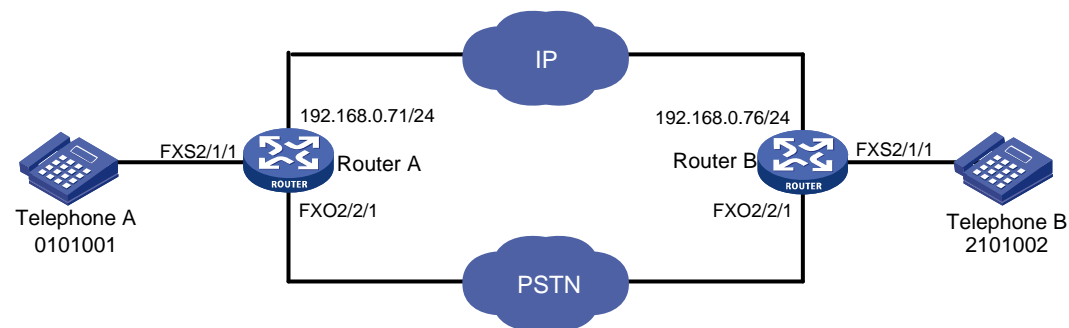 IP
192.168.0.71/24
192.168.0.76/24
FXS2/1/1
Router A
Router B
FXS2/1/1
ROUTER
ROUTER
Telephone A
0101001
FXO2/2/1
FXO2/2/1
Telephone B
2101002
PSTN